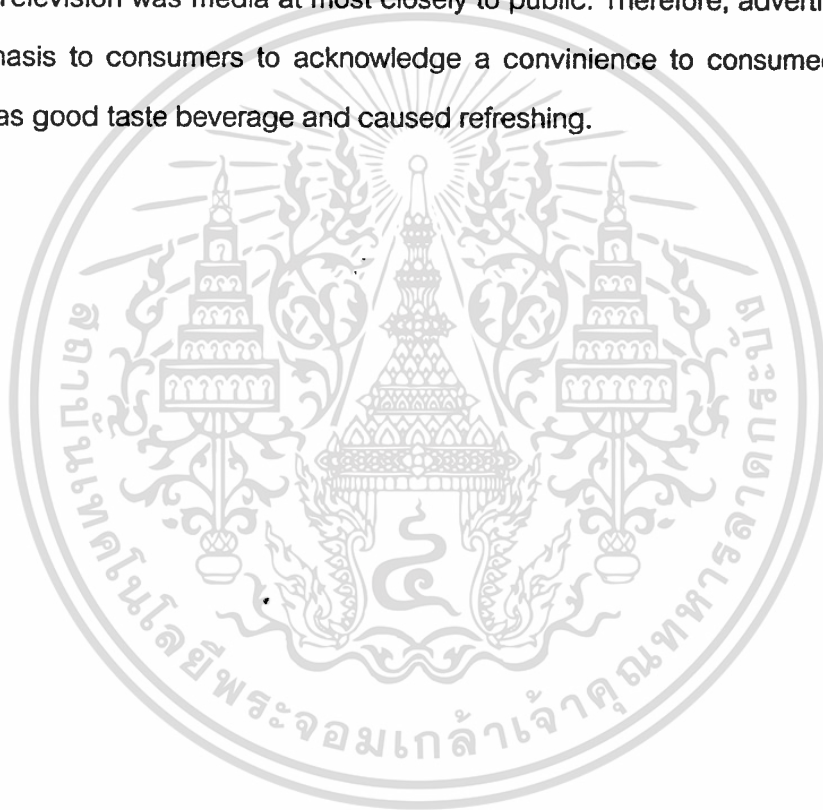 Television was media at most closely to public. Therefore, adverti
nasis to consumers to acknowledge a convinience to consumed
as good taste beverage and caused refreshing.
สถาบันเทคโนโลยีพระจอมเกล้าเจ้าคุณทหารลาดกระบัง